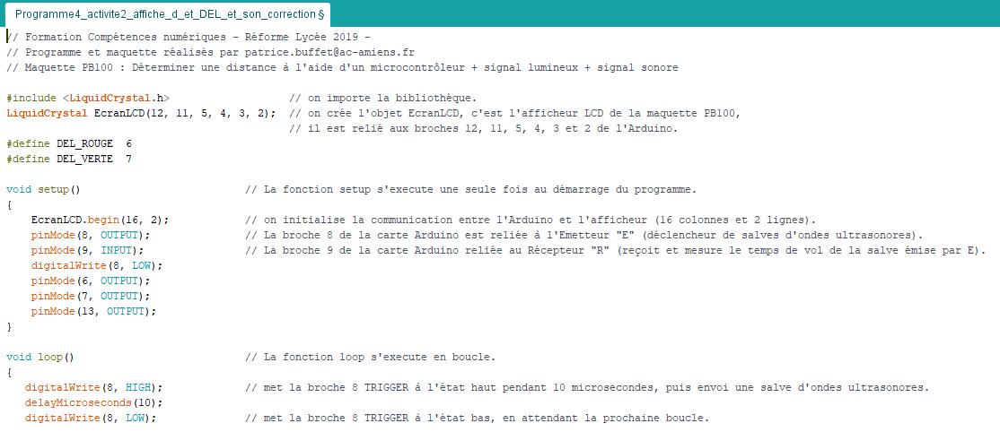 Programme4_activite2_affiche_d_et_DEL_et_son_correction §
// Formation Compétences numériques - Réforme Lycée 2019 -
// Programme et maquette réalisés par patrice.buffet@ac-amiens.fr
// Maquette PB100 : Déterminer une distance à l'aide d'un microcontrôleur + signal lumineux + signal sonore
#include <LiquidCrystal.h> // on importe la bibliothèque.
LiquidCrystal EcranLCD(12, 11, 5, 4, 3, 2); // on crée l'objet EcranLCD, c'est l'afficheur LCD de la maquette PB100,
// il est relié aux broches 12, 11, 5, 4, 3 et 2 de l'Arduino.
#define DEL_ROUGE 6
#define DEL_VERTE 7
void setup() // La fonction setup s'execute une seule fois au démarrage du programme.
{
EcranLCD.begin(16, 2); // on initialise la communication entre l'Arduino et l'afficheur (16 colonnes et 2 lignes).
pinMode(8, OUTPUT); // La broche 8 de la carte Arduino est reliée à l'Emetteur "E" (déclencheur de salves d'ondes ultrasonores).
pinMode(9, INPUT); // La broche 9 de la carte Arduino reliée au Récepteur "R" (reçoit et mesure le temps de vol de la salve émise par E).
digitalWrite(8, LOW);
pinMode(6, OUTPUT);
pinMode(7, OUTPUT);
pinMode(13, OUTPUT);
}
void loop() // La fonction loop s'execute en boucle.
{
digitalWrite(8, HIGH); // met la broche 8 TRIGGER à l'état haut pendant 10 microsecondes, puis envoi une salve d'ondes ultrasonores.
delayMicroseconds(10);
digitalWrite(8, LOW); // met la broche 8 TRIGGER à l'état bas, en attendant la prochaine boucle.